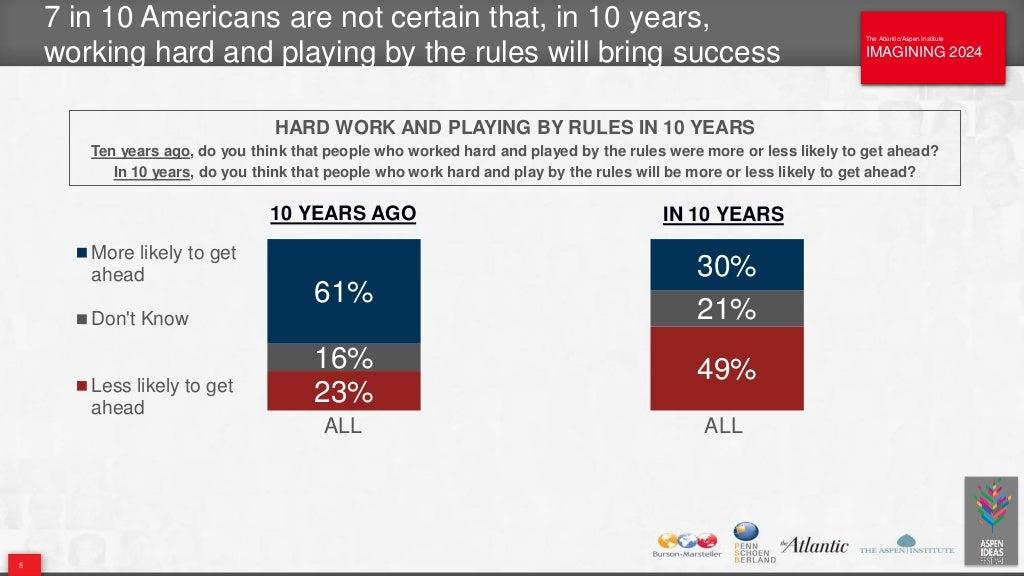 7 in 10 Americans are not certain that, in 10 years,
working hard and playing by the rules will bring success
The Atlantic/Aspen Institute
IMAGINING 2024
HARD WORK AND PLAYING BY RULES IN 10 YEARS
Ten years ago, do you think that people who worked hard and played by the rules were more or less likely to get ahead?
In 10 years, do you think that people who work hard and play by the rules will be more or less likely to get ahead?
10 YEARS AGO
IN 10 YEARS
More likely to get
ahead
Don't Know
Less likely to get
ahead
61%
16%
23%
ALL
30%
21%
49%
ALL
Burson-Marsteller
PENN
SCHOEN
BERLAND
the Atlantic
THE ASPEN INSTITUTE
ASPEN
IDEAS
FESTIVAL
8